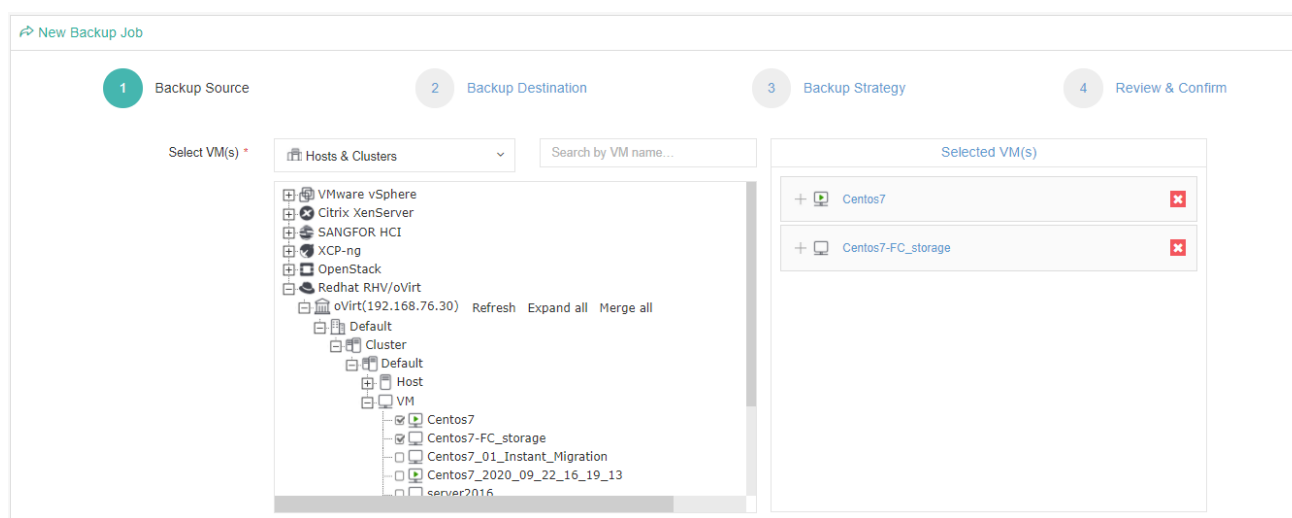 New Backup Job
1 Backup Source 2 Backup Destination 3 Backup Strategy 4 Review & Confirm
Select VM(s) * Hosts & Clusters Search by VM name... Selected VM(s)
VMware vSphere
Citrix XenServer
SANGFOR HCI
XCP-ng
OpenStack
Redhat RHV/oVirt
oVirt(192.168.76.30) Refresh Expand all Merge all
Default
Cluster
Default
Host
VM
Centos7
Centos7-FC_storage
Centos7_01_Instant_Migration
Centos7_2020_09_22_16_19_13
server2016
Centos7
Centos7-FC_storage